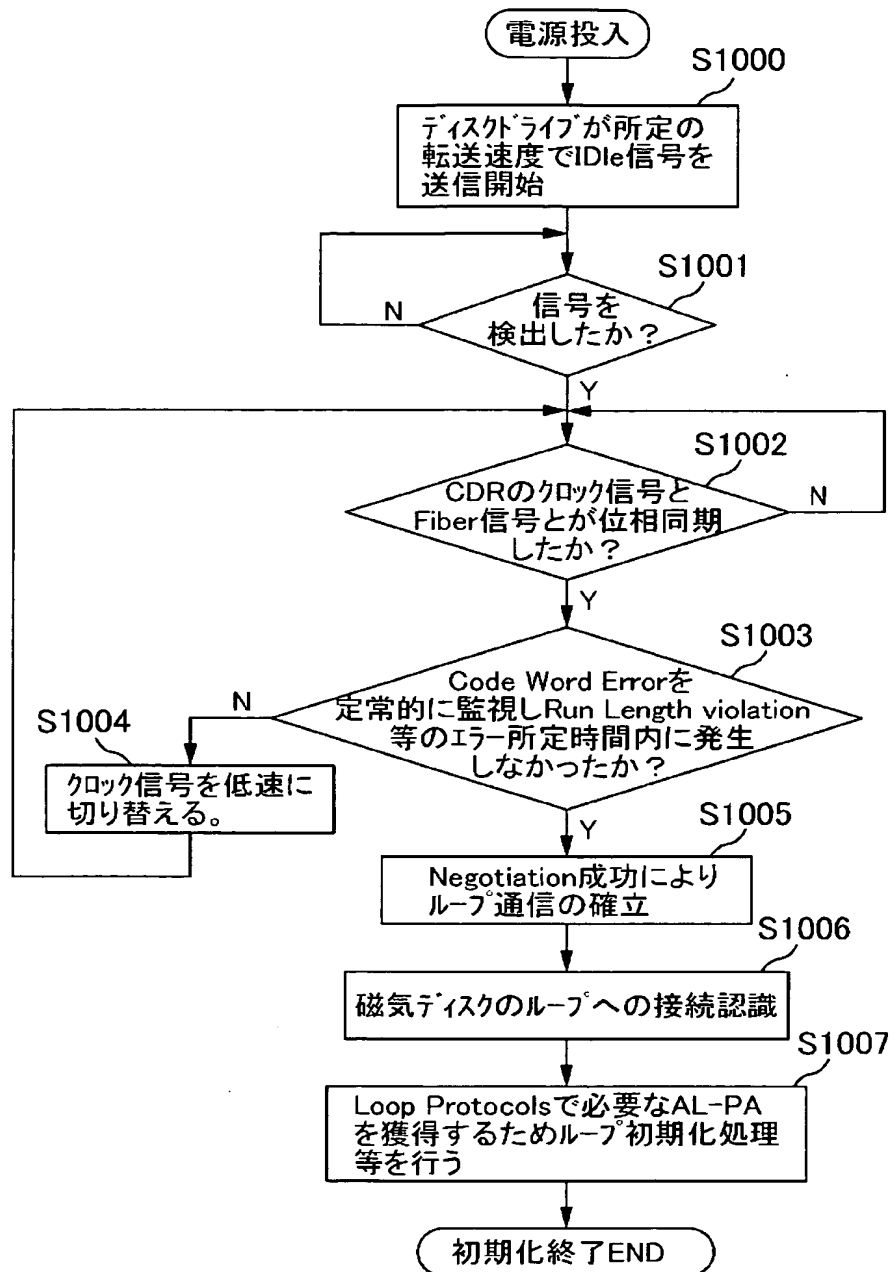 電源投入
S1000
ディスクドライブが所定の
転送速度でIDle信号を
送信開始
S1001
信号を
検出したか?
N
Y
S1002
CDRのクロック信号と
Fiber信号とが位相同期
したか?
N
Y
S1003
Code Word Errorを
定常的に監視しRun Length violation
等のエラー所定時間内に発生
しなかったか?
N
S1004
クロック信号を低速に
切り替える。
Y
S1005
Negotiation成功により
ループ通信の確立
S1006
磁気ディスクのループへの接続認識
S1007
Loop Protocolsで必要なAL-PA
を獲得するためループ初期化処理
等を行う
初期化終了END